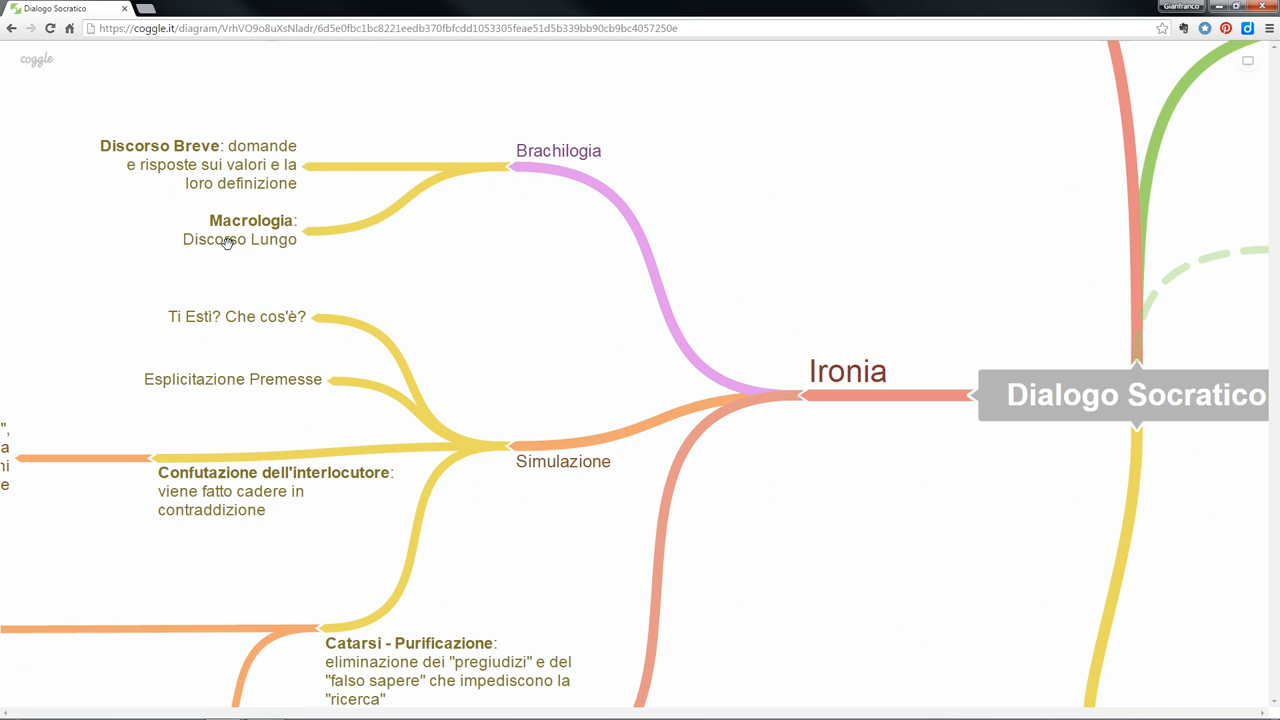 Dialogo Socratico
Gianfranco
https://coggle.it/diagram/VrhVO9o8uXsNladr/6d5e0fbc1bc8221eedb370fbfcdd1053305feae51d5b339bb90cb9bc4057250e
coggle
Discorso Breve: domande
e risposte sui valori e la
loro definizione
Brachilogia
Macrologia:
Discorso Lungo
Ti Estì? Che cos'è?
Esplicitazione Premesse
Ironia
Dialogo Socratico
Simulazione
",
a
ni
e
Confutazione dell'interlocutore:
viene fatto cadere in
contraddizione
Catarsi - Purificazione:
eliminazione dei "pregiudizi" e del
"falso sapere" che impediscono la
"ricerca"